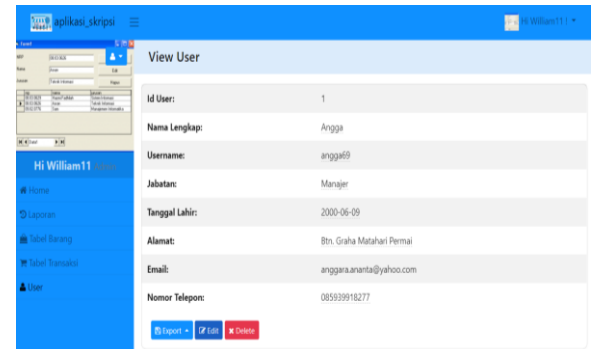 aplikasi_skripsi
Hi William11 !
View User
Id User: 1
Nama Lengkap: Angga
Username: angga69
Hi William11
Jabatan: Manajer
Home
Tanggal Lahir: 2000-06-09
Laporan
Tabel Barang
Alamat: Btn. Graha Matahari Permai
Tabel Transaksi
Email: anggara.ananta@yahoo.com
User
Nomor Telepon: 085939918277
Export Edit Delete